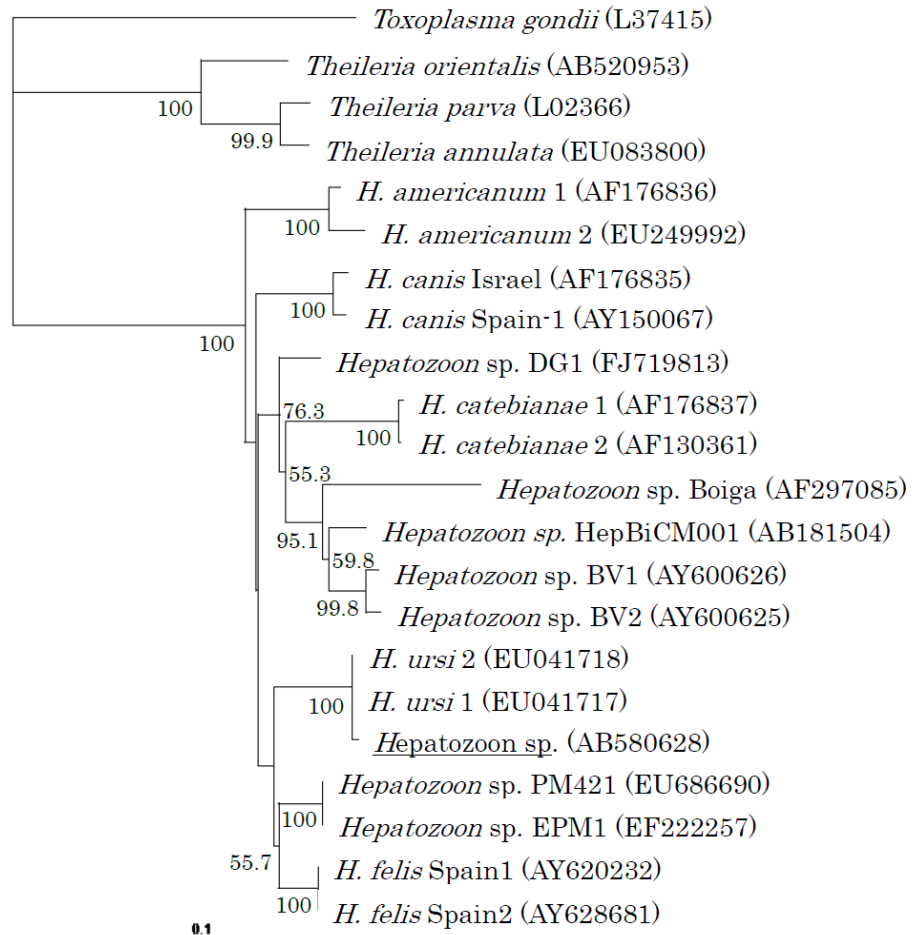 Toxoplasma gondii (L37415)
Theileria orientalis (AB520953)
100
Theileria parva (L02366)
99.9
Theileria annulata (EU083800)
H. americanum 1 (AF176836)
100
H. americanum 2 (EU249992)
H. canis Israel (AF176835)
100
H. canis Spain-1 (AY150067)
100
Hepatozoon sp. DG1 (FJ719813)
76.3
H. catebianae 1 (AF176837)
100
H. catebianae 2 (AF130361)
55.3
Hepatozoon sp. Boiga (AF297085)
95.1
Hepatozoon sp. HepBiCM001 (AB181504)
59.8
Hepatozoon sp. BV1 (AY600626)
99.8
Hepatozoon sp. BV2 (AY600625)
H. ursi 2 (EU041718)
100
H. ursi 1 (EU041717)
Hepatozoon sp. (AB580628)
Hepatozoon sp. PM421 (EU686690)
100
Hepatozoon sp. EPM1 (EF222257)
55.7
H. felis Spain1 (AY620232)
100
H. felis Spain2 (AY628681)
0.1